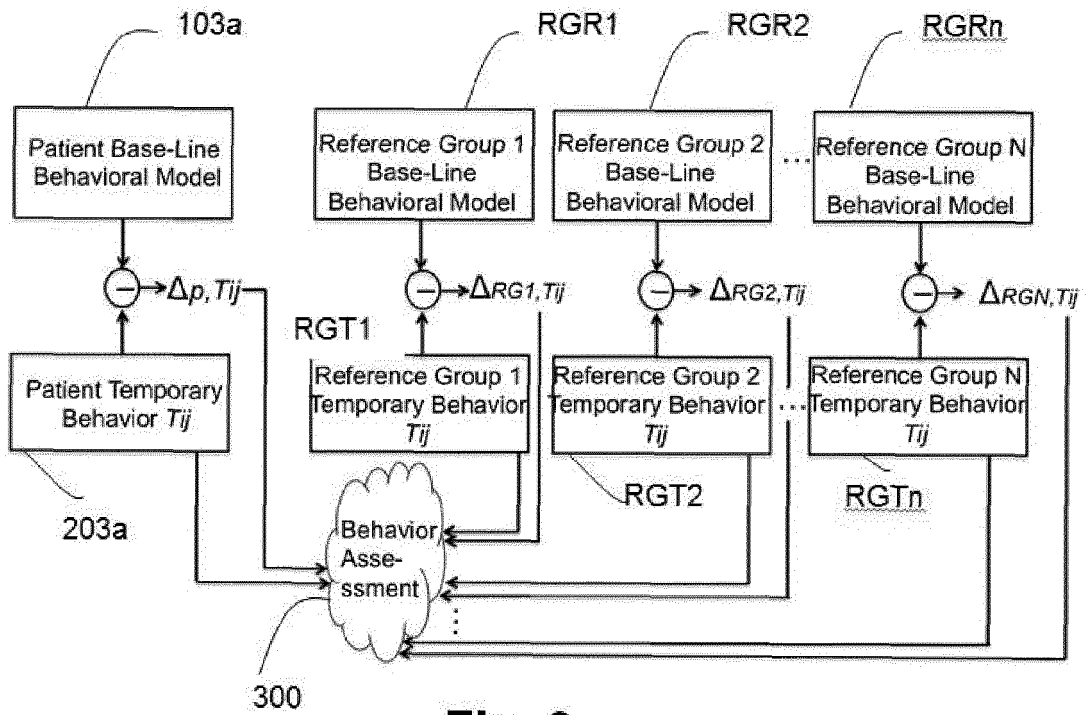 103a
RGR1
RGR2
RGRn
Patient Base-Line
Behavioral Model
Reference Group 1
Base-Line
Behavioral Model
Reference Group 2
Base-Line
Behavioral Model
...
Reference Group N
Base-Line
Behavioral Model
− Δp,Tij
− ΔRG1,Tij
− ΔRG2,Tij
− ΔRGN,Tij
RGT1
Patient Temporary
Behavior Tij
Reference Group 1
Temporary Behavior
Tij
Reference Group 2
Temporary Behavior
Tij
...
Reference Group N
Temporary Behavior
Tij
203a
RGT2
RGTn
Behavior
Asse-
ssment
300